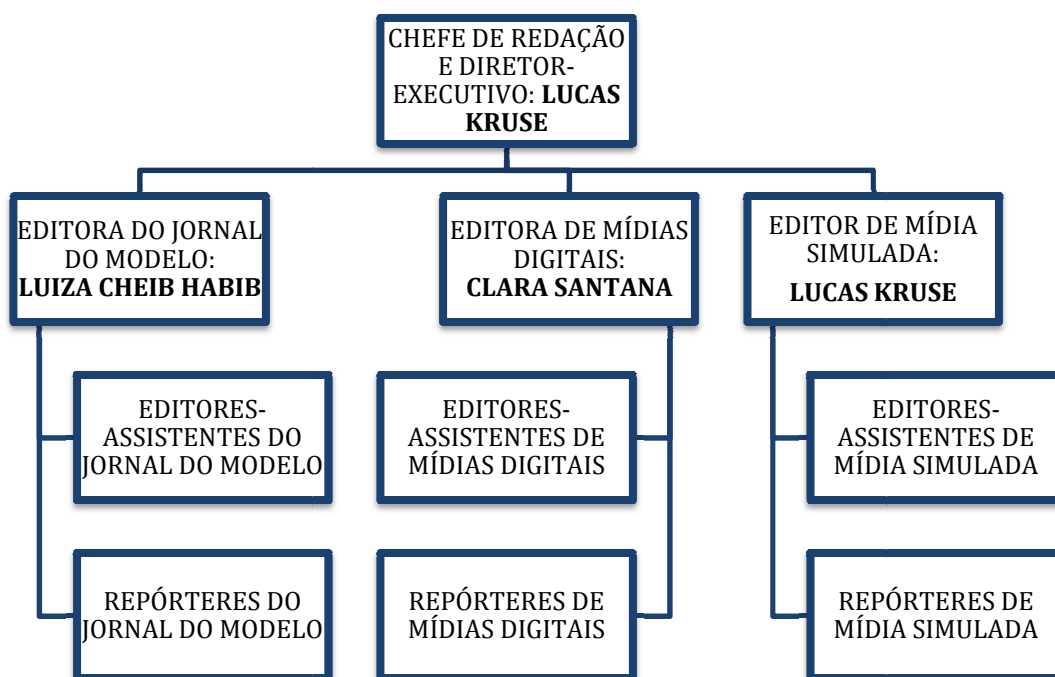 CHEFE DE REDAÇÃO
E DIRETOR-
EXECUTIVO: LUCAS
KRUSE
EDITORA DO JORNAL
DO MODELO:
LUIZA CHEIB HABIB
EDITORA DE MÍDIAS
DIGITAIS:
CLARA SANTANA
EDITOR DE MÍDIA
SIMULADA:
LUCAS KRUSE
EDITORES-
ASSISTENTES DO
JORNAL DO MODELO
EDITORES-
ASSISTENTES DE
MÍDIAS DIGITAIS
EDITORES-
ASSISTENTES DE
MÍDIA SIMULADA
REPÓRTERES DO
JORNAL DO MODELO
REPÓRTERES DE
MÍDIAS DIGITAIS
REPÓRTERES DE
MÍDIA SIMULADA